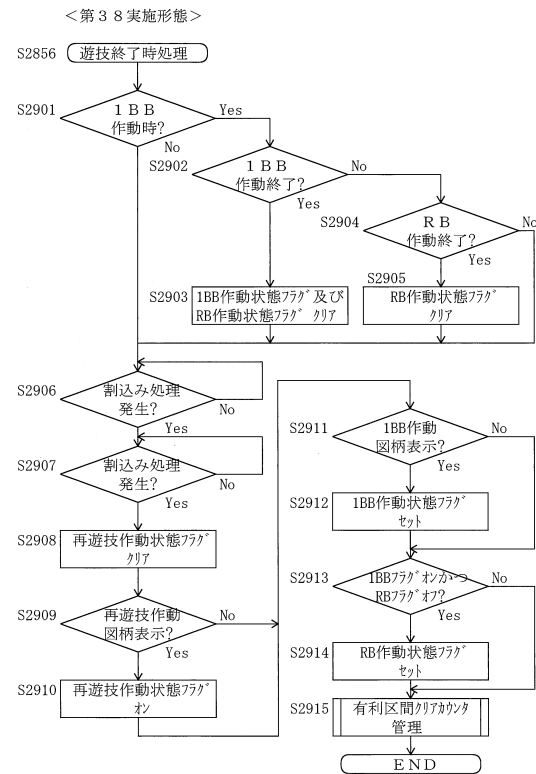 ＜第３８実施形態＞
S2856
遊技終了時処理
S2901
１ＢＢ
作動時？
Yes
No
S2902
１ＢＢ
作動終了？
No
Yes
S2904
ＲＢ
作動終了？
No
Yes
S2903
1BB作動状態ﾌﾗｸﾞ及び
RB作動状態ﾌﾗｸﾞ クリア
S2905
RB作動状態ﾌﾗｸﾞ
クリア
S2906
割込み処理
発生？
No
Yes
S2907
割込み処理
発生？
No
Yes
S2908
再遊技作動状態ﾌﾗｸﾞ
クリア
S2909
再遊技作動
図柄表示？
No
Yes
S2910
再遊技作動状態ﾌﾗｸﾞ
オン
S2911
1BB作動
図柄表示？
No
Yes
S2912
1BB作動状態ﾌﾗｸﾞ
セット
S2913
1BBﾌﾗｸﾞオンかつ
RBﾌﾗｸﾞオフ？
No
Yes
S2914
RB作動状態ﾌﾗｸﾞ
セット
S2915
有利区間クリアカウンタ
管理
ＥＮＤ